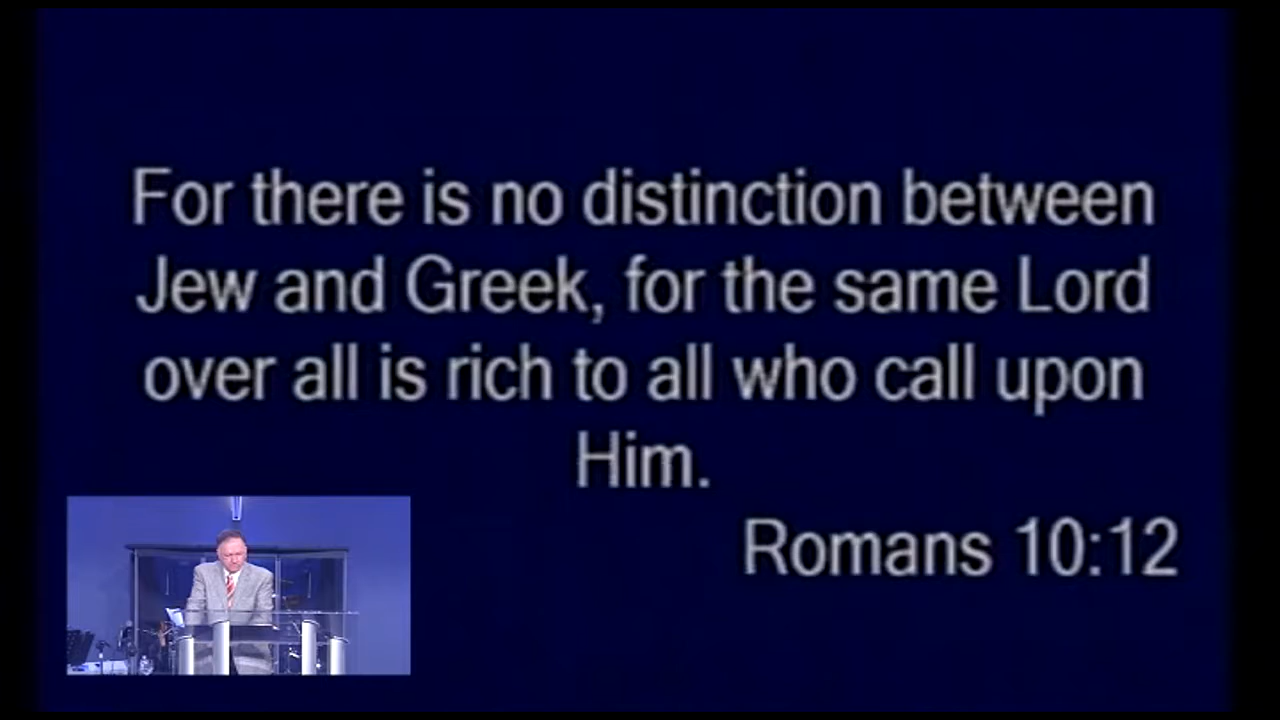 For there is no distinction between
Jew and Greek, for the same Lord
over all is rich to all who call upon
Him.
Romans 10:12